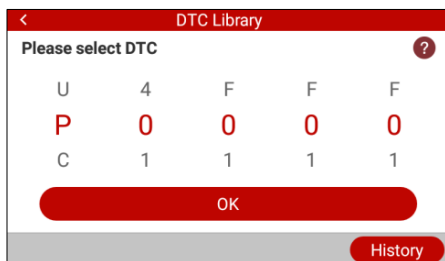 < DTC Library
Please select DTC ?
U 4 F F F
P 0 0 0 0
C 1 1 1 1
OK
History